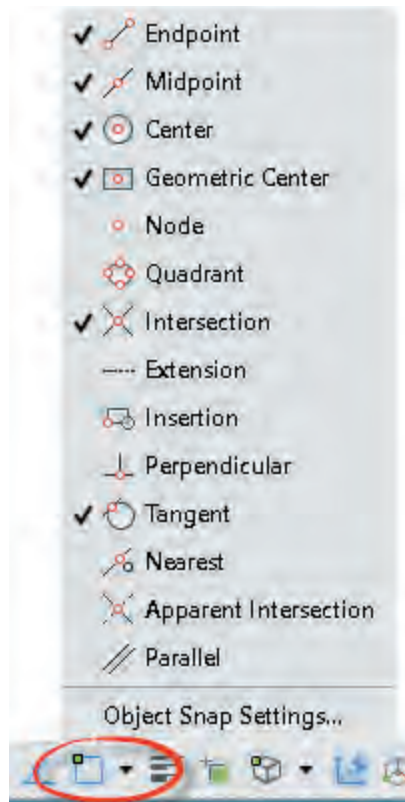 Endpoint
Midpoint
Center
Geometric Center
Node
Quadrant
Intersection
Extension
Insertion
Perpendicular
Tangent
Nearest
Apparent Intersection
Parallel
Object Snap Settings...